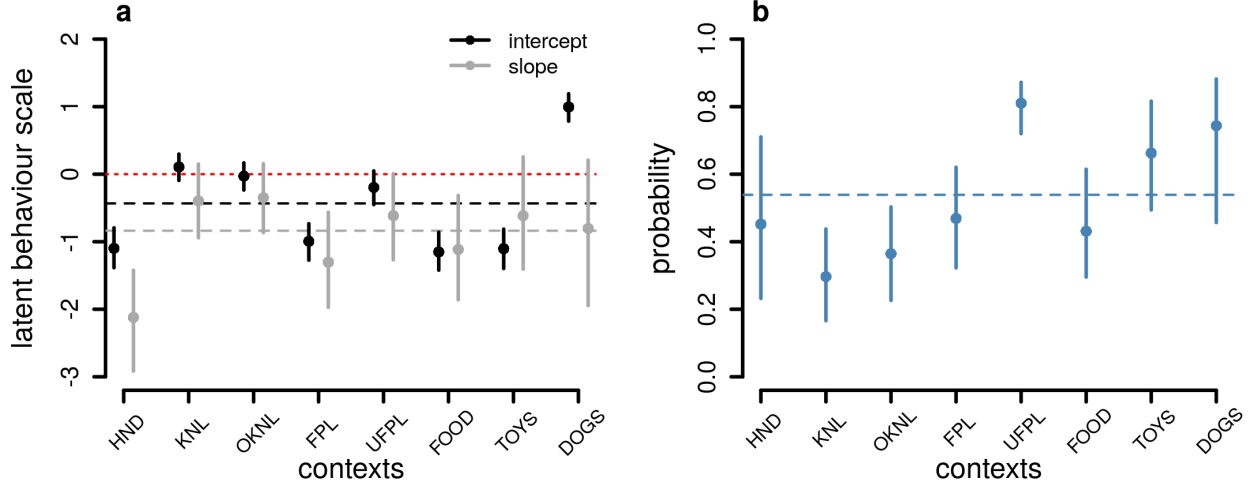 a
latent behaviour scale
2
1
0
-1
-2
-3
intercept
slope
HND
KNL
OKNL
FPL
UFPL
FOOD
TOYS
DOGS
contexts
b
probability
1.0
0.8
0.6
0.4
0.2
0.0
HND
KNL
OKNL
FPL
UFPL
FOOD
TOYS
DOGS
contexts